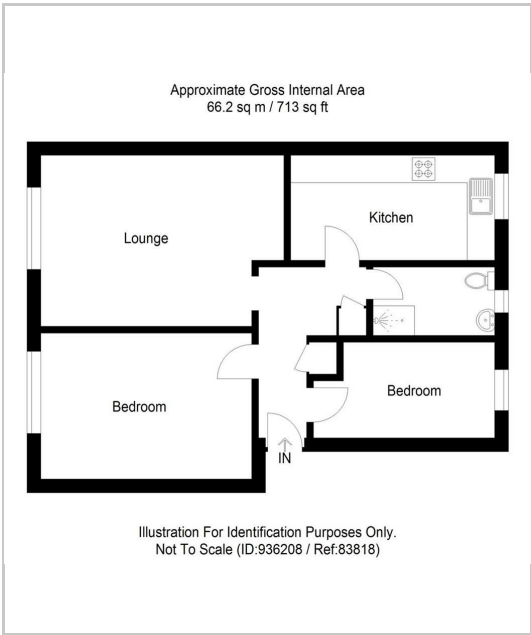 Approximate Gross Internal Area
66.2 sq m / 713 sq ft
Kitchen
Lounge
Bedroom
Bedroom
IN
Illustration For Identification Purposes Only.
Not To Scale (ID:936208 / Ref:83818)